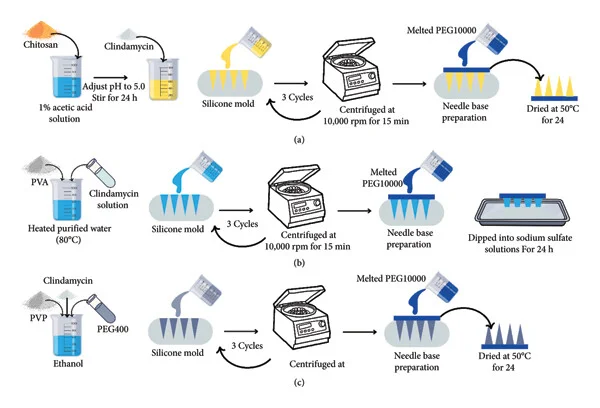 Chitosan
Clindamycin
Melted PEG10000
Adjust pH to 5.0
Stir for 24 h
1% acetic acid
solution
Silicone mold
3 Cycles
Centrifuged at
10,000 rpm for 15 min
Needle base
preparation
Dried at 50°C
for 24
(a)
PVA
Clindamycin
solution
Heated purified water
(80°C)
Silicone mold
3 Cycles
Centrifuged at
10,000 rpm for 15 min
Melted
PEG10000
Needle base
preparation
Dipped into sodium sulfate
solutions For 24 h
(b)
Clindamycin
PVP
PEG400
Ethanol
Silicone mold
3 Cycles
Centrifuged at
Melted PEG10000
Needle base
preparation
Dried at 50°C
for 24
(c)